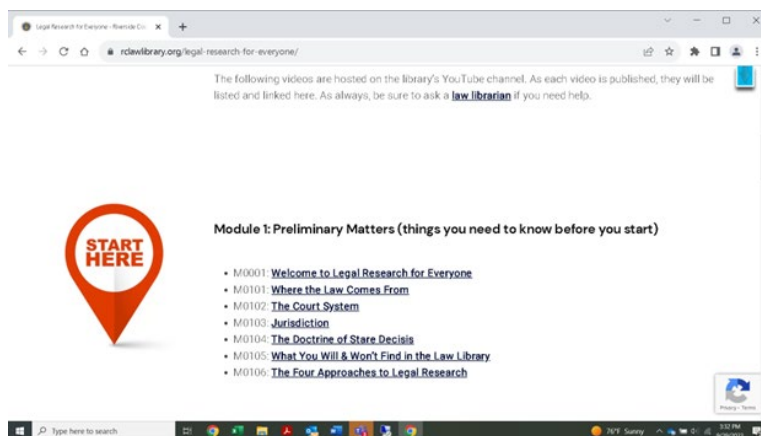 Legal Research for Everyone - Riverside Co
rclawlibrary.org/legal-research-for-everyone/
The following videos are hosted on the library's YouTube channel. As each video is published, they will be
listed and linked here. As always, be sure to ask a law librarian if you need help.
START
HERE
Module 1: Preliminary Matters (things you need to know before you start)
• M0001: Welcome to Legal Research for Everyone
• M0101: Where the Law Comes From
• M0102: The Court System
• M0103: Jurisdiction
• M0104: The Doctrine of Stare Decisis
• M0105: What You Will & Won't Find in the Law Library
• M0106: The Four Approaches to Legal Research
Privacy - Terms
Type here to search
76°F Sunny
3:32 PM